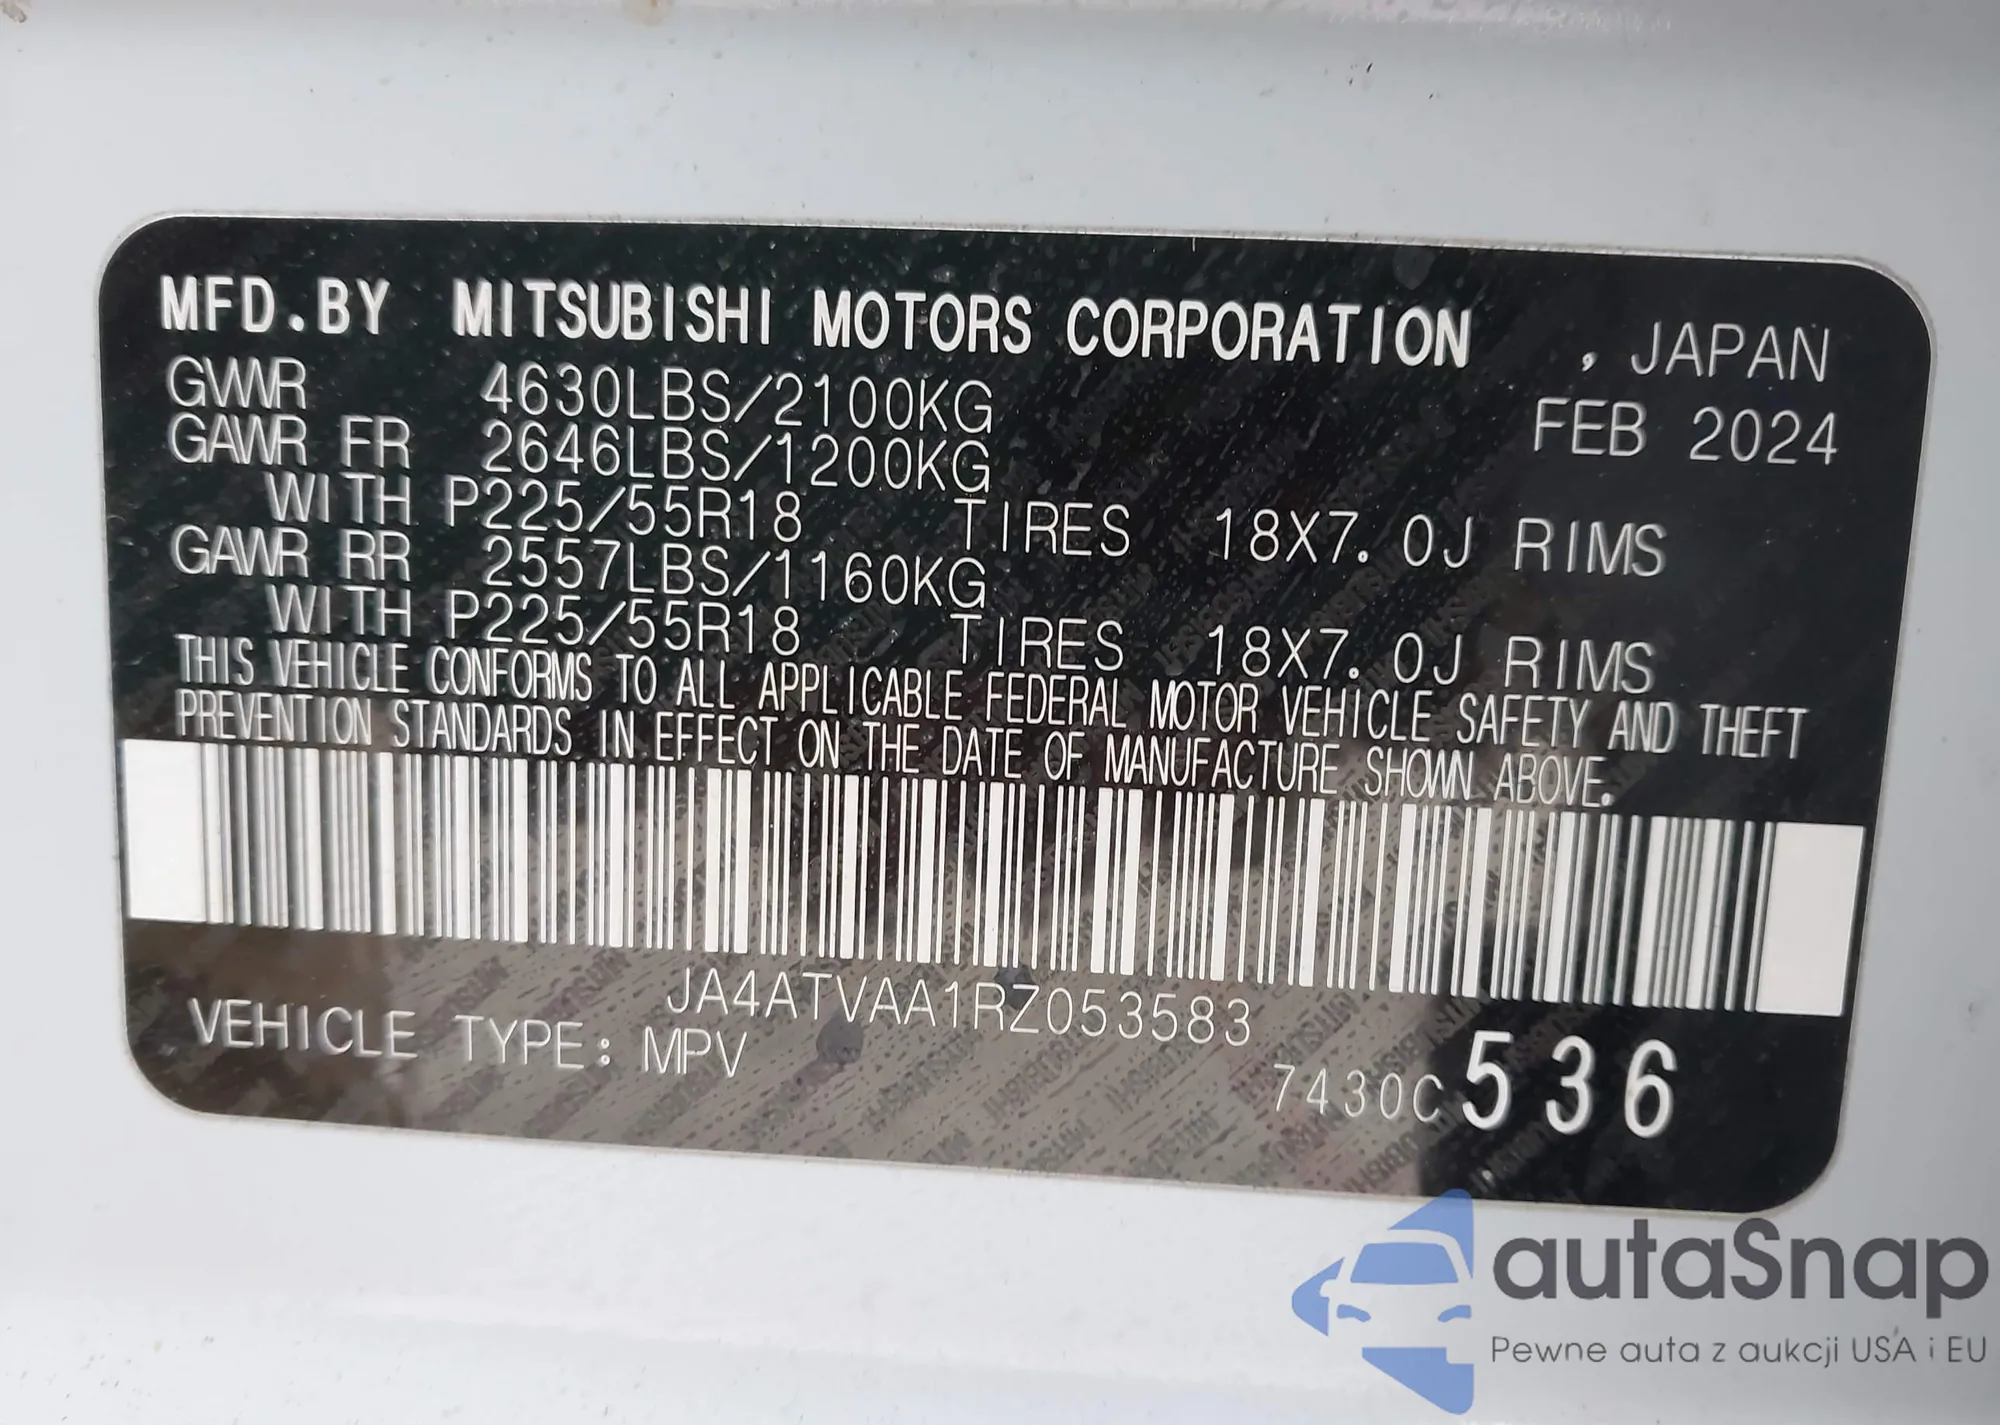 MFD.BY MITSUBISHI MOTORS CORPORATION , JAPAN
GVWR 4630LBS/2100KG FEB 2024
GAWR FR 2646LBS/1200KG
WITH P225/55R18 TIRES 18X7.0J RIMS
GAWR RR 2557LBS/1160KG
WITH P225/55R18 TIRES 18X7.0J RIMS
THIS VEHICLE CONFORMS TO ALL APPLICABLE FEDERAL MOTOR VEHICLE SAFETY AND THEFT
PREVENTION STANDARDS IN EFFECT ON THE DATE OF MANUFACTURE SHOWN ABOVE.
JA4ATVAA1RZ053583
VEHICLE TYPE: MPV
7430C 536
autaSnap
Pewne auta z aukcji USA i EU